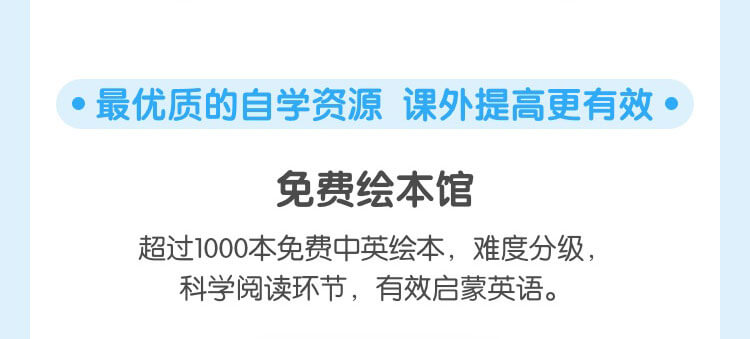 • 最优质的自学资源 课外提高更有效 •
免费绘本馆
超过1000本免费中英绘本，难度分级，
科学阅读环节，有效启蒙英语。